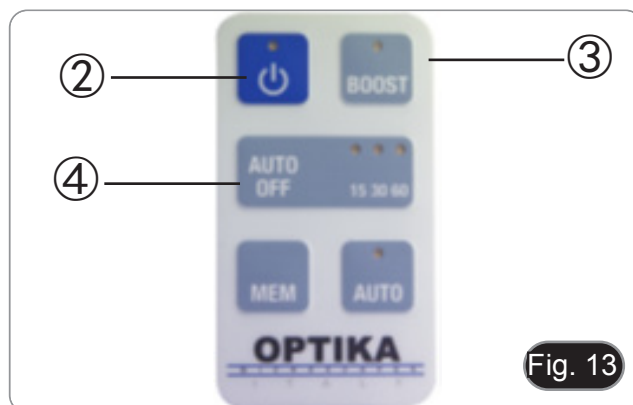 ②
③
BOOST
④
AUTO
OFF
15 30 60
MEM AUTO
OPTIKA
I T A L Y
Fig. 13